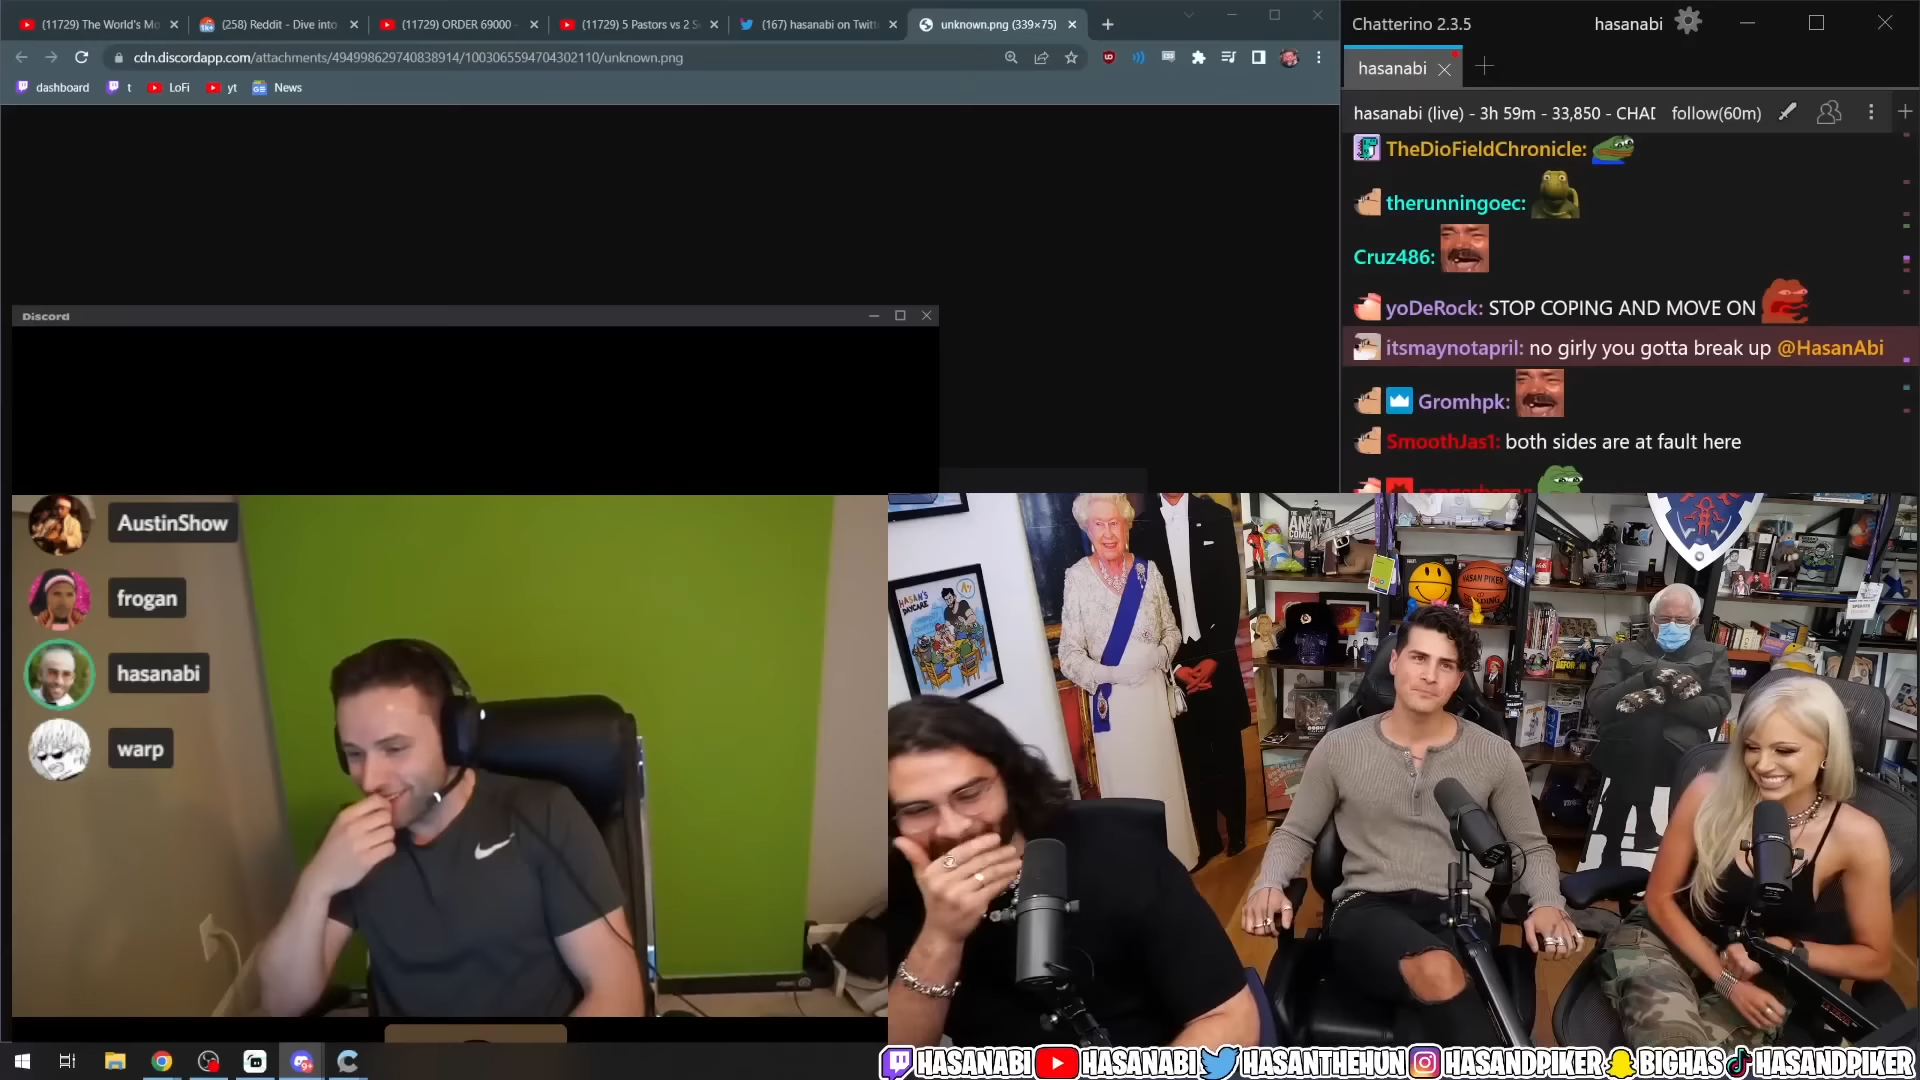 (11729) The World's Mo
(258) Reddit - Dive into
(11729) ORDER 69000 -
(11729) 5 Pastors vs 2 S
(167) hasanabi on Twitt
unknown.png (339×75)
cdn.discordapp.com/attachments/494998629740838914/1003065594704302110/unknown.png
dashboard
t
LoFi
yt
News
Chatterino 2.3.5
hasanabi
hasanabi
hasanabi (live) - 3h 59m - 33,850 - CHA
follow(60m)
TheDioFieldChronicle:
therunningoec:
Cruz486:
yoDeRock: STOP COPING AND MOVE ON
itsmaynotapril: no girly you gotta break up @HasanAbi
Gromhpk:
SmoothJas1: both sides are at fault here
Discord
AustinShow
frogan
hasanabi
warp
HASAN'S
DAYCARE
HASAN PIKER
SPALDING
HASANABI
HASANABI
HASANTHEHUN
HASANDPIKER
BIGHAS
HASANDPIKER